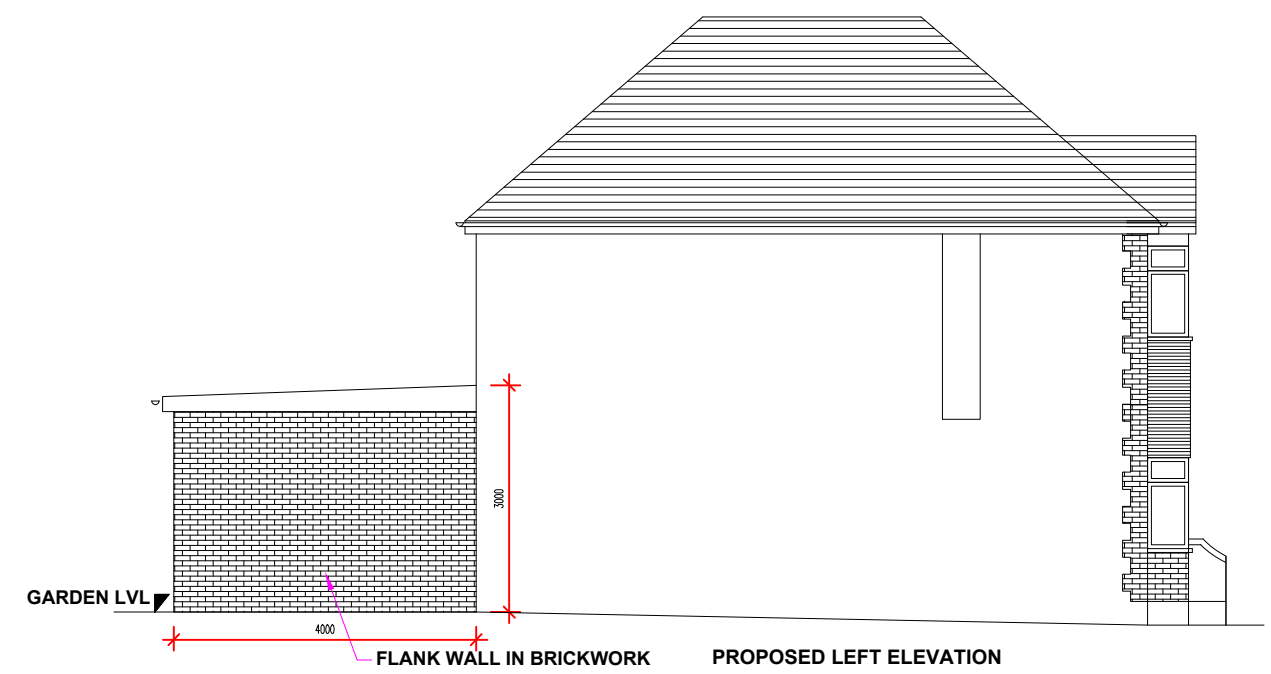 3000
GARDEN LVL
4000
FLANK WALL IN BRICKWORK
PROPOSED LEFT ELEVATION